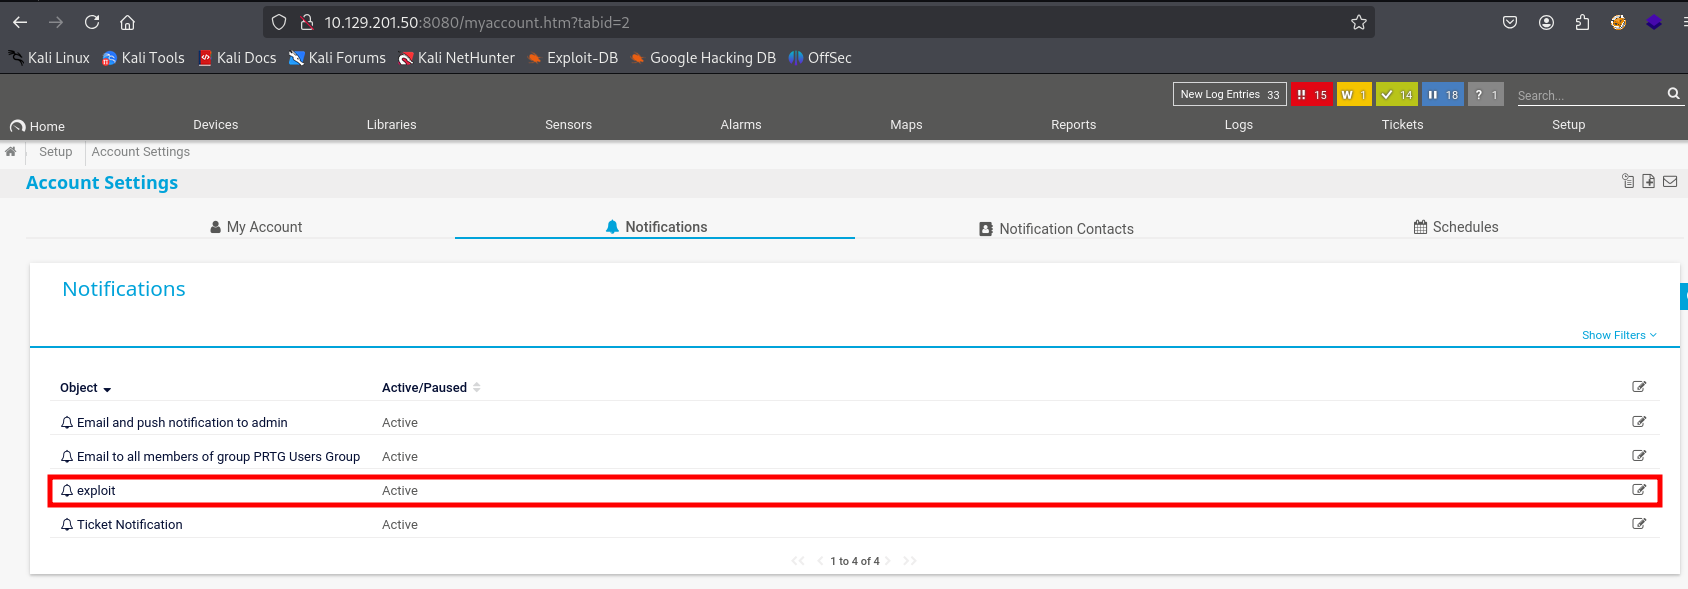 10.129.201.50:8080/myaccount.htm?tabid=2
Kali Linux Kali Tools Kali Docs Kali Forums Kali NetHunter Exploit-DB Google Hacking DB OffSec
New Log Entries 33 !! 15 W 1 14 18 ? 1 Search...
Home Devices Libraries Sensors Alarms Maps Reports Logs Tickets Setup
Setup Account Settings
Account Settings
My Account Notifications Notification Contacts Schedules
Notifications
Show Filters
Object Active/Paused
Email and push notification to admin Active
Email to all members of group PRTG Users Group Active
exploit Active
Ticket Notification Active
1 to 4 of 4